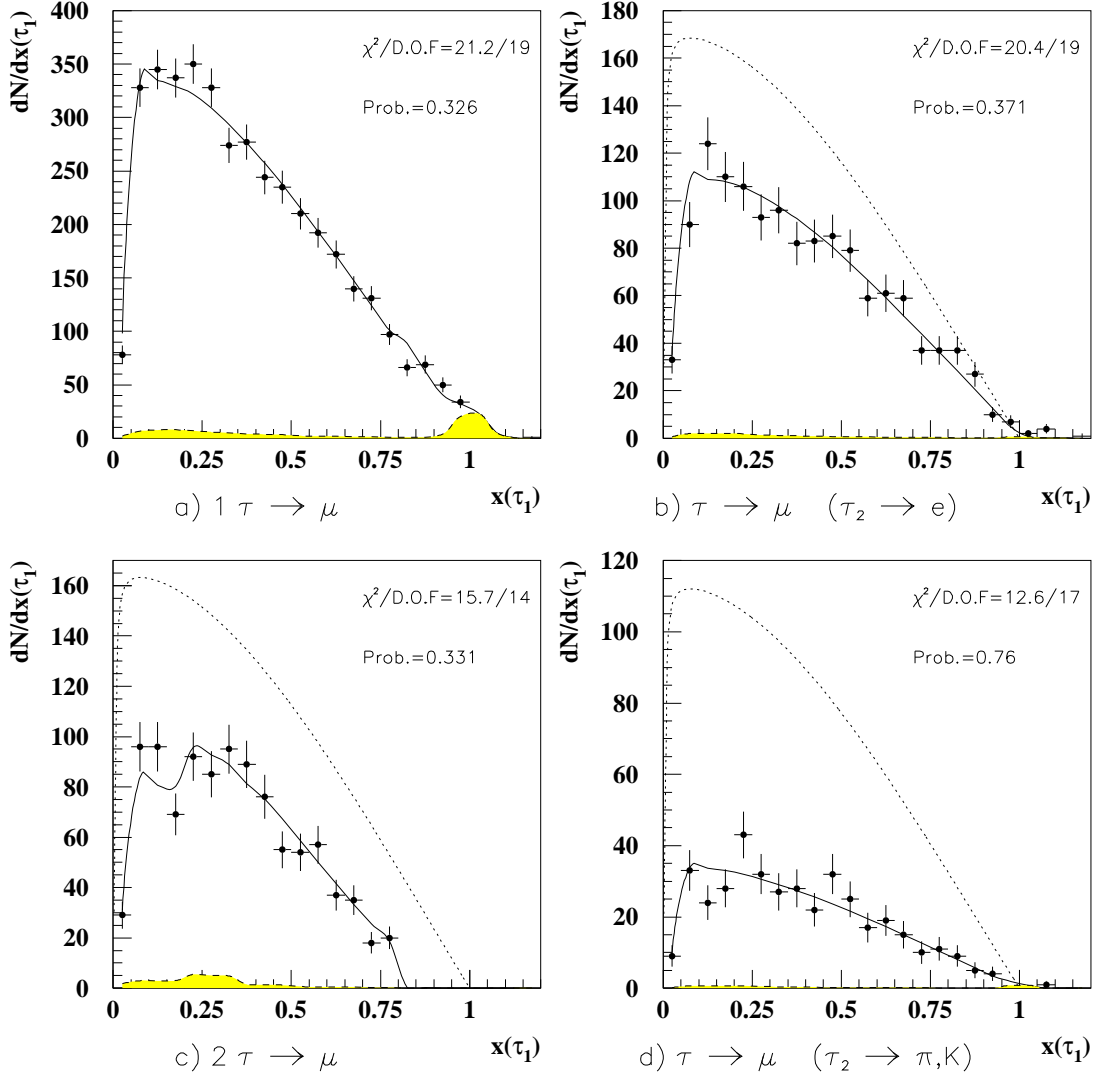 dN/dx(τ₁)
400
350
300
250
200
150
100
50
0
χ²/D.O.F=21.2/19
Prob.=0.326
0 0.25 0.5 0.75 1
x(τ₁)
a) 1 τ → μ
dN/dx(τ₁)
180
160
140
120
100
80
60
40
20
0
χ²/D.O.F=20.4/19
Prob.=0.371
0 0.25 0.5 0.75 1
x(τ₁)
b) τ → μ (τ₂ → e)
dN/dx(τ₁)
160
140
120
100
80
60
40
20
0
χ²/D.O.F=15.7/14
Prob.=0.331
0 0.25 0.5 0.75 1
x(τ₁)
c) 2 τ → μ
dN/dx(τ₁)
120
100
80
60
40
20
0
χ²/D.O.F=12.6/17
Prob.=0.76
0 0.25 0.5 0.75 1
x(τ₁)
d) τ → μ (τ₂ → π,K)